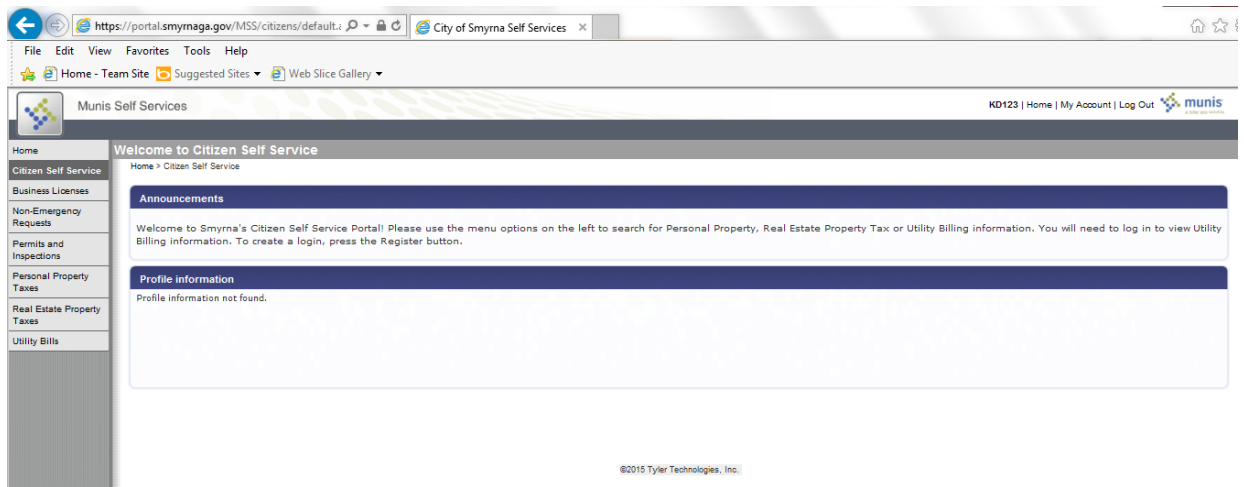 https://portal.smyrnaga.gov/MSS/citizens/default.a
City of Smyrna Self Services
File Edit View Favorites Tools Help
Home - Team Site Suggested Sites Web Slice Gallery
Munis Self Services
KD123 | Home | My Account | Log Out munis
Home
Welcome to Citizen Self Service
Citizen Self Service
Home > Citizen Self Service
Business Licenses
Non-Emergency
Requests
Permits and
Inspections
Personal Property
Taxes
Real Estate Property
Taxes
Utility Bills
Announcements
Welcome to Smyrna's Citizen Self Service Portal! Please use the menu options on the left to search for Personal Property, Real Estate Property Tax or Utility Billing information. You will need to log in to view Utility
Billing information. To create a login, press the Register button.
Profile information
Profile information not found.
©2015 Tyler Technologies, Inc.